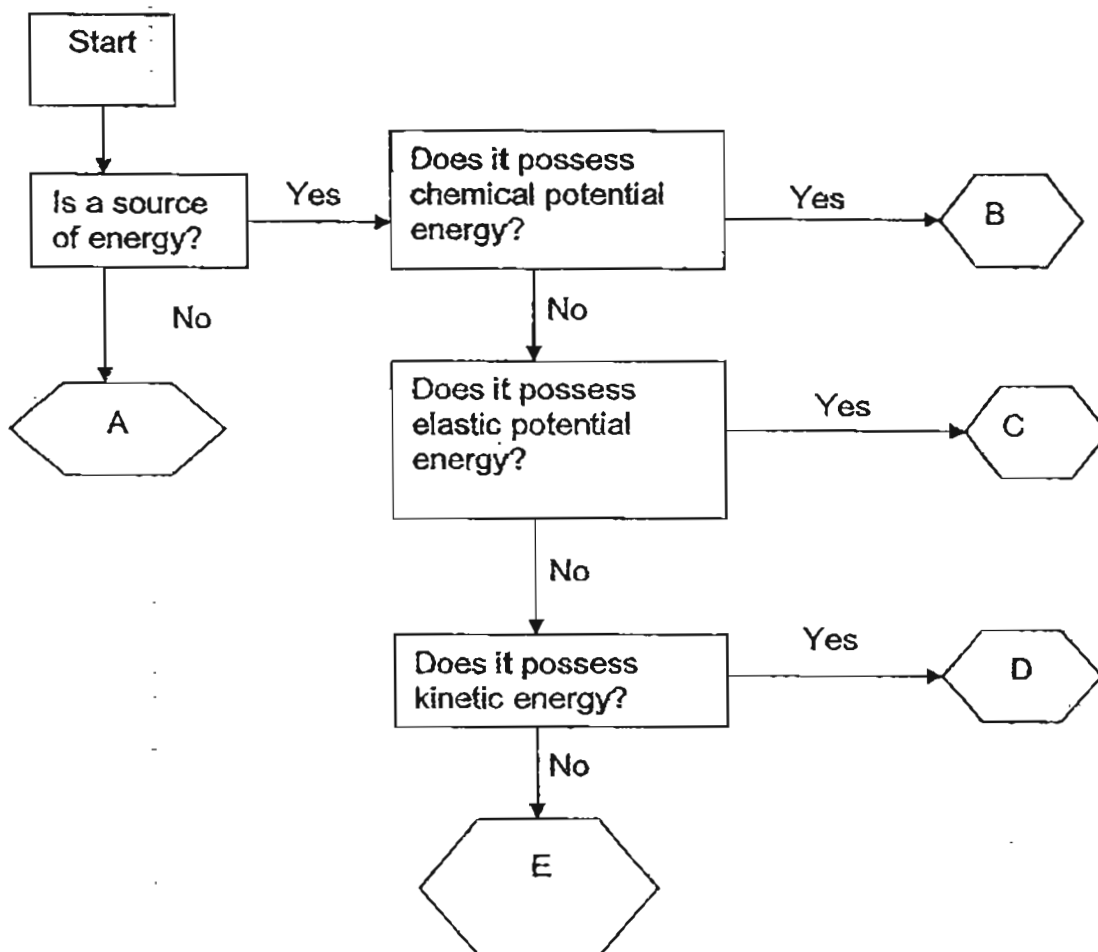 Start
Is a source
of energy?
Yes
Does it possess
chemical potential
energy?
Yes
B
No
No
A
Does it possess
elastic potential
energy?
Yes
C
No
Does it possess
kinetic energy?
Yes
D
No
E